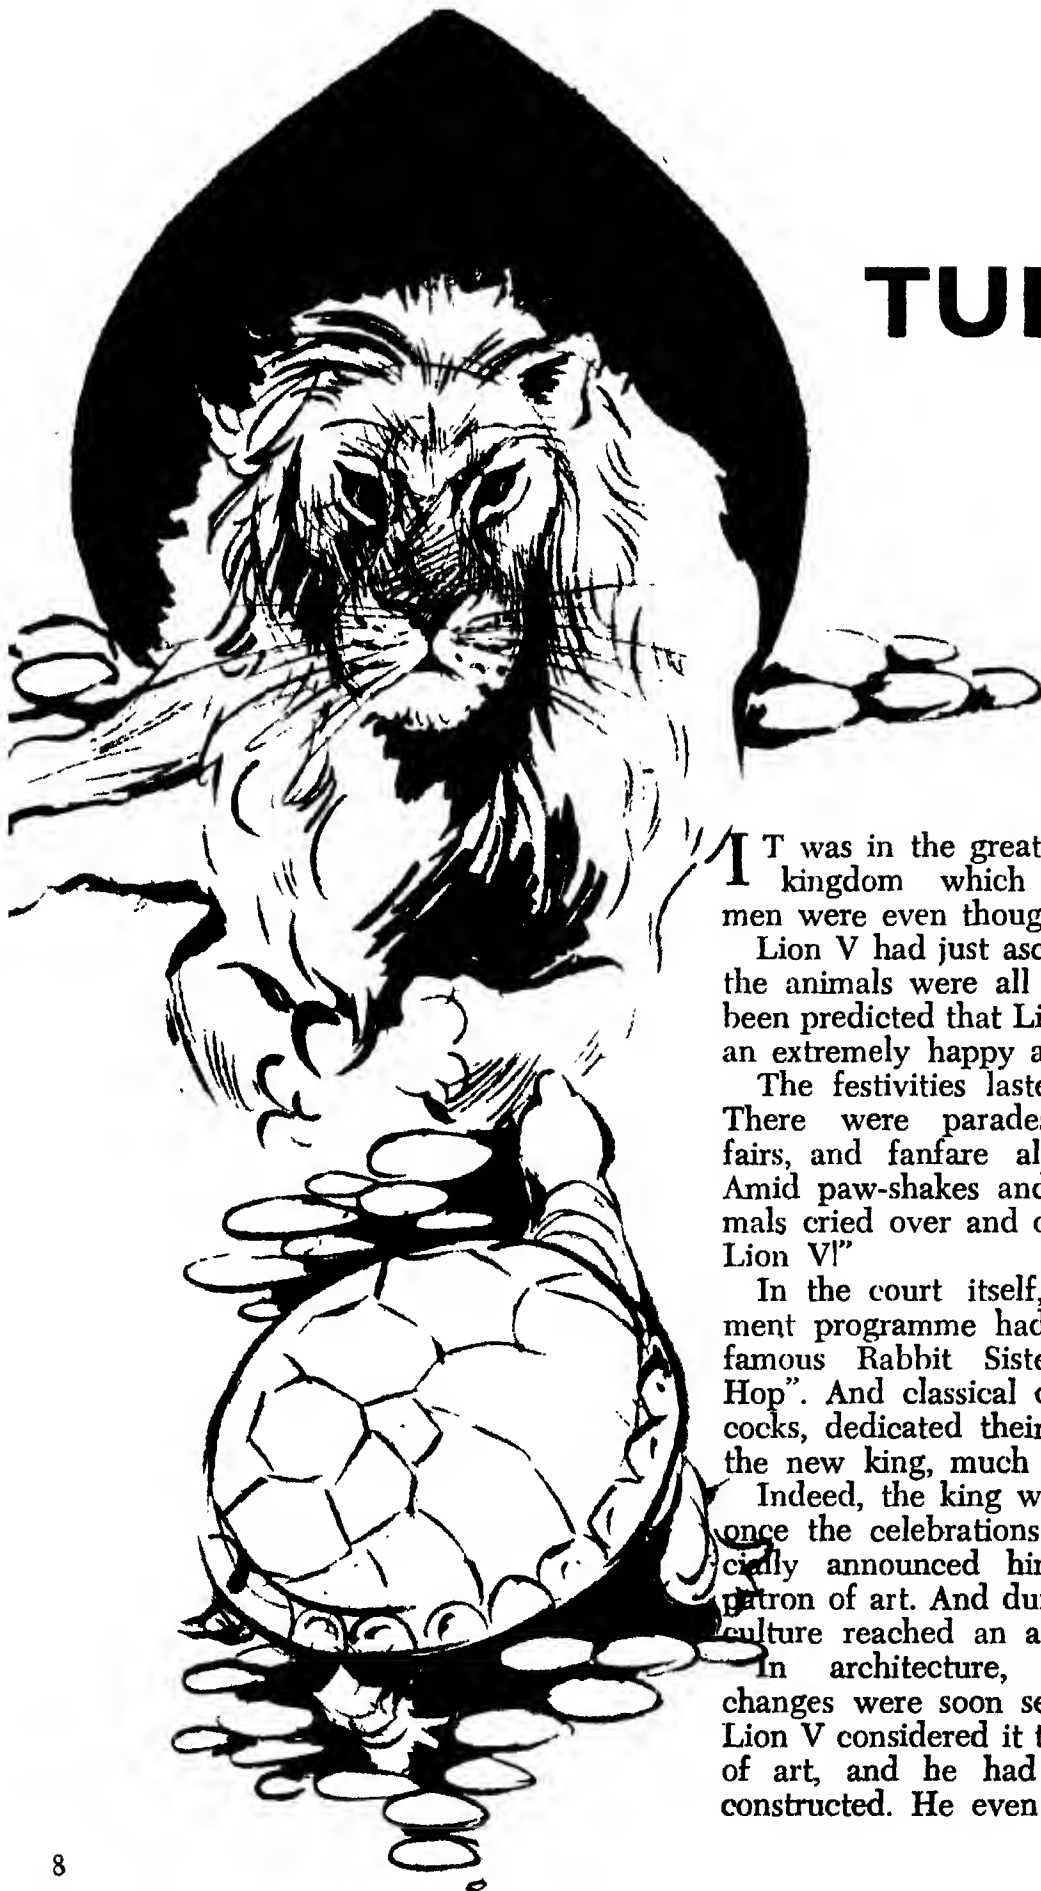 TUI
IT was in the great
kingdom which
men were even thoug
Lion V had just asc
the animals were all
been predicted that Li
an extremely happy a
The festivities laste
There were parade
fairs, and fanfare al
Amid paw-shakes and
mals cried over and o
Lion V!”
In the court itself,
ment programme had
famous Rabbit Siste
Hop”. And classical d
cocks, dedicated their
the new king, much
Indeed, the king w
once the celebrations
cially announced hir
patron of art. And du
culture reached an a
In architecture,
changes were soon se
Lion V considered it t
of art, and he had
constructed. He even
8